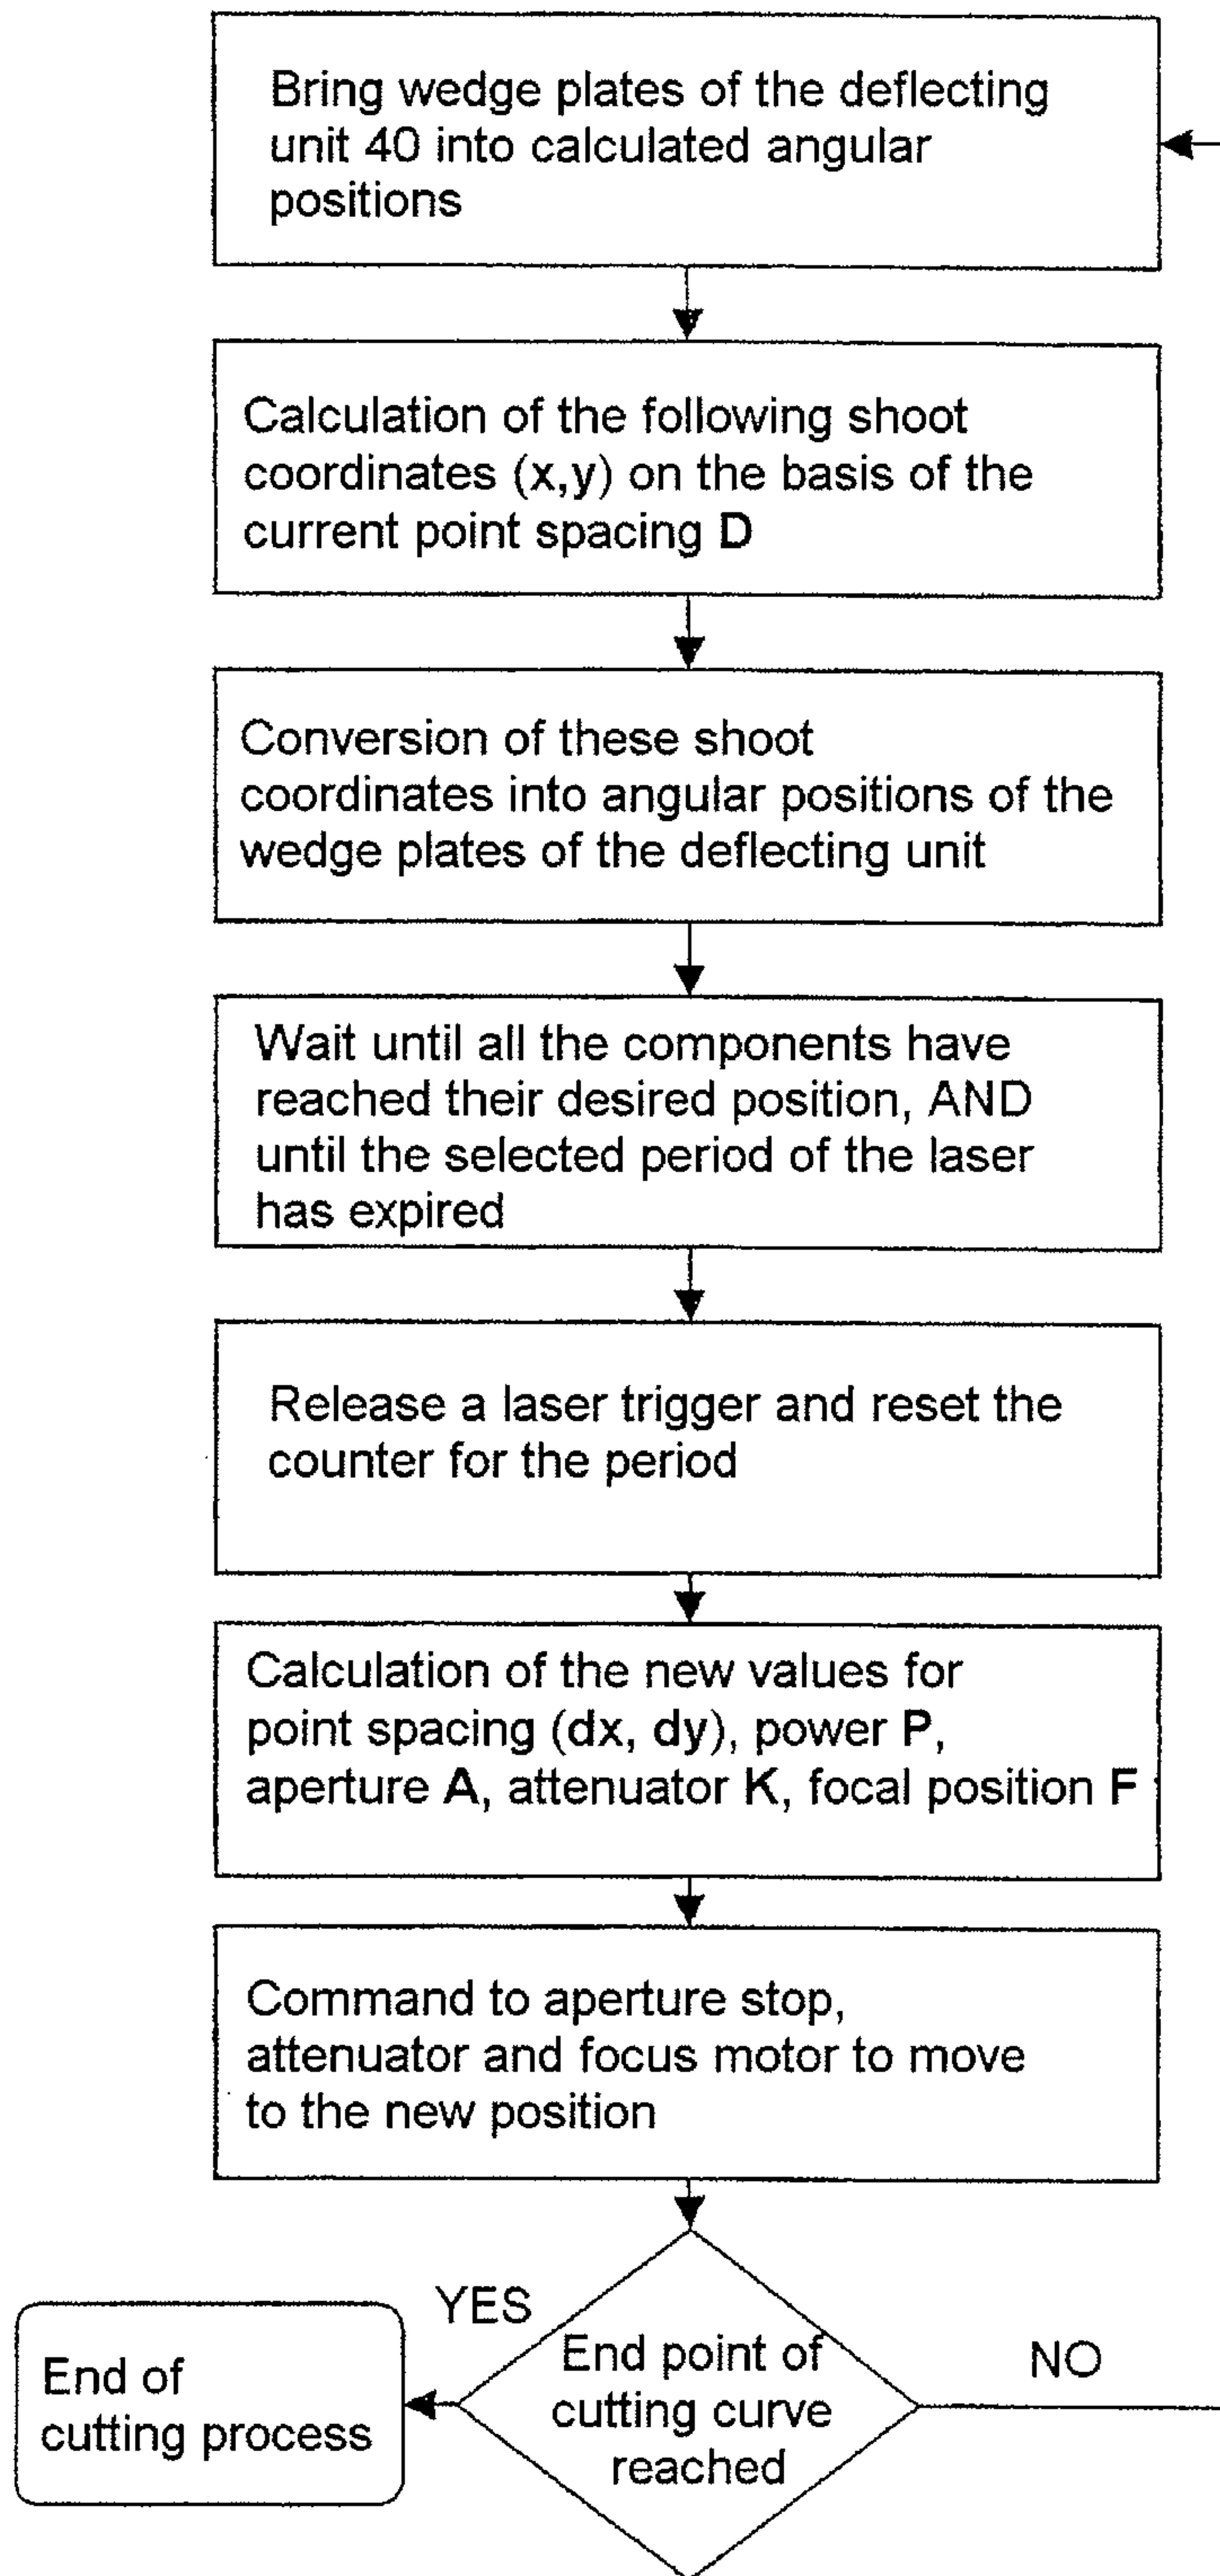 Bring wedge plates of the deflecting
unit 40 into calculated angular
positions
Calculation of the following shoot
coordinates (x,y) on the basis of the
current point spacing D
Conversion of these shoot
coordinates into angular positions of the
wedge plates of the deflecting unit
Wait until all the components have
reached their desired position, AND
until the selected period of the laser
has expired
Release a laser trigger and reset the
counter for the period
Calculation of the new values for
point spacing (dx, dy), power P,
aperture A, attenuator K, focal position F
Command to aperture stop,
attenuator and focus motor to move
to the new position
YES
End point of
cutting curve
reached
NO
End of
cutting process